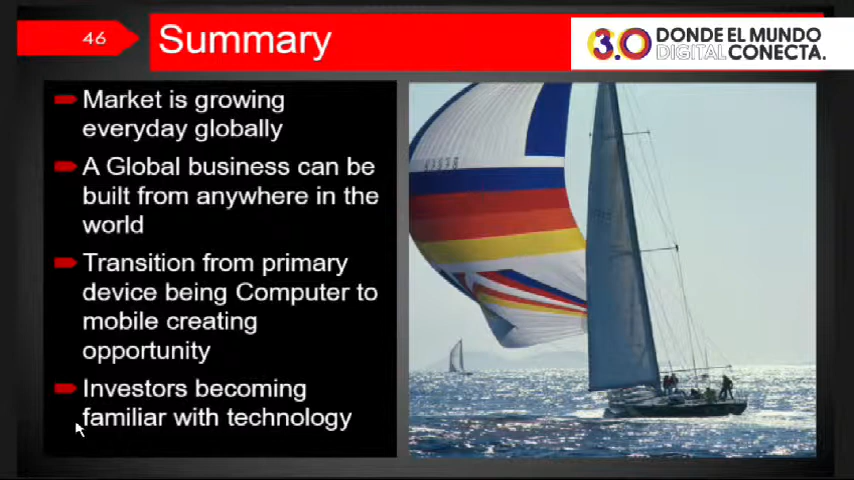 46
Summary
3.0 DONDE EL MUNDO
DIGITAL CONECTA.
Market is growing
everyday globally
A Global business can be
built from anywhere in the
world
Transition from primary
device being Computer to
mobile creating
opportunity
Investors becoming
familiar with technology